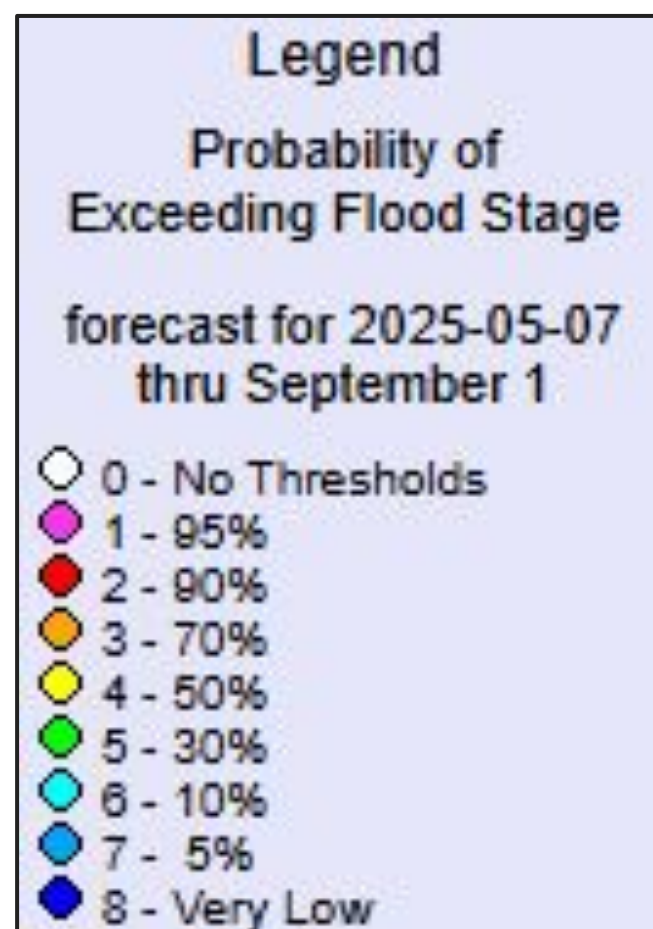 Legend
Probability of
Exceeding Flood Stage
forecast for 2025-05-07
thru September 1
0 - No Thresholds
1 - 95%
2 - 90%
3 - 70%
4 - 50%
5 - 30%
6 - 10%
7 - 5%
8 - Very Low